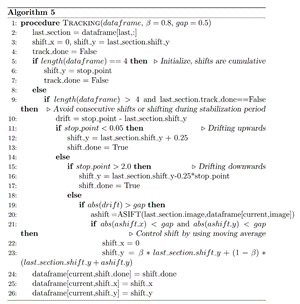 Algorithm 5
1: procedure Tracking(dataframe, β = 0.8, gap = 0.5)
2: last_section = dataframe[last,:]
3: shift_x = 0, shift_y = last_section.shift_y
4: track_done = False
5: if length(dataframe) == 4 then ▷ Initialize, shifts are cumulative
6: shift_y = stop_point
7: track_done = False
8: else
9: if length(dataframe) > 4 and last_section.track_done==False
then ▷ Avoid consecutive shifts or shifting during stabilization period
10: drift = stop_point - last_section.shift_y
11: if stop_point < 0.05 then ▷ Drifting upwards
12: shift_y = last_section.shift_y + 0.25
13: shift_done = True
14: else
15: if stop_point > 2.0 then ▷ Drifting downwards
16: shift_y = last_section.shift_y-0.25*stop_point
17: shift_done = True
18: else
19: if abs(drift) > gap then
20: ashift =ASIFT(last_section.image,dataframe[current,image])
21: if abs(ashift.x) < gap and abs(ashift.y) < gap
then ▷ Control shift by using moving average
22: shift_x = 0
23: shift_y = β * last_section.shift_y + (1 − β) *
(last_section.shift_y + ashift.y)
24: dataframe[current,shift_done] = shift_done
25: dataframe[current,shift_x] = shift_x
26: dataframe[current,shift_y] = shift_y